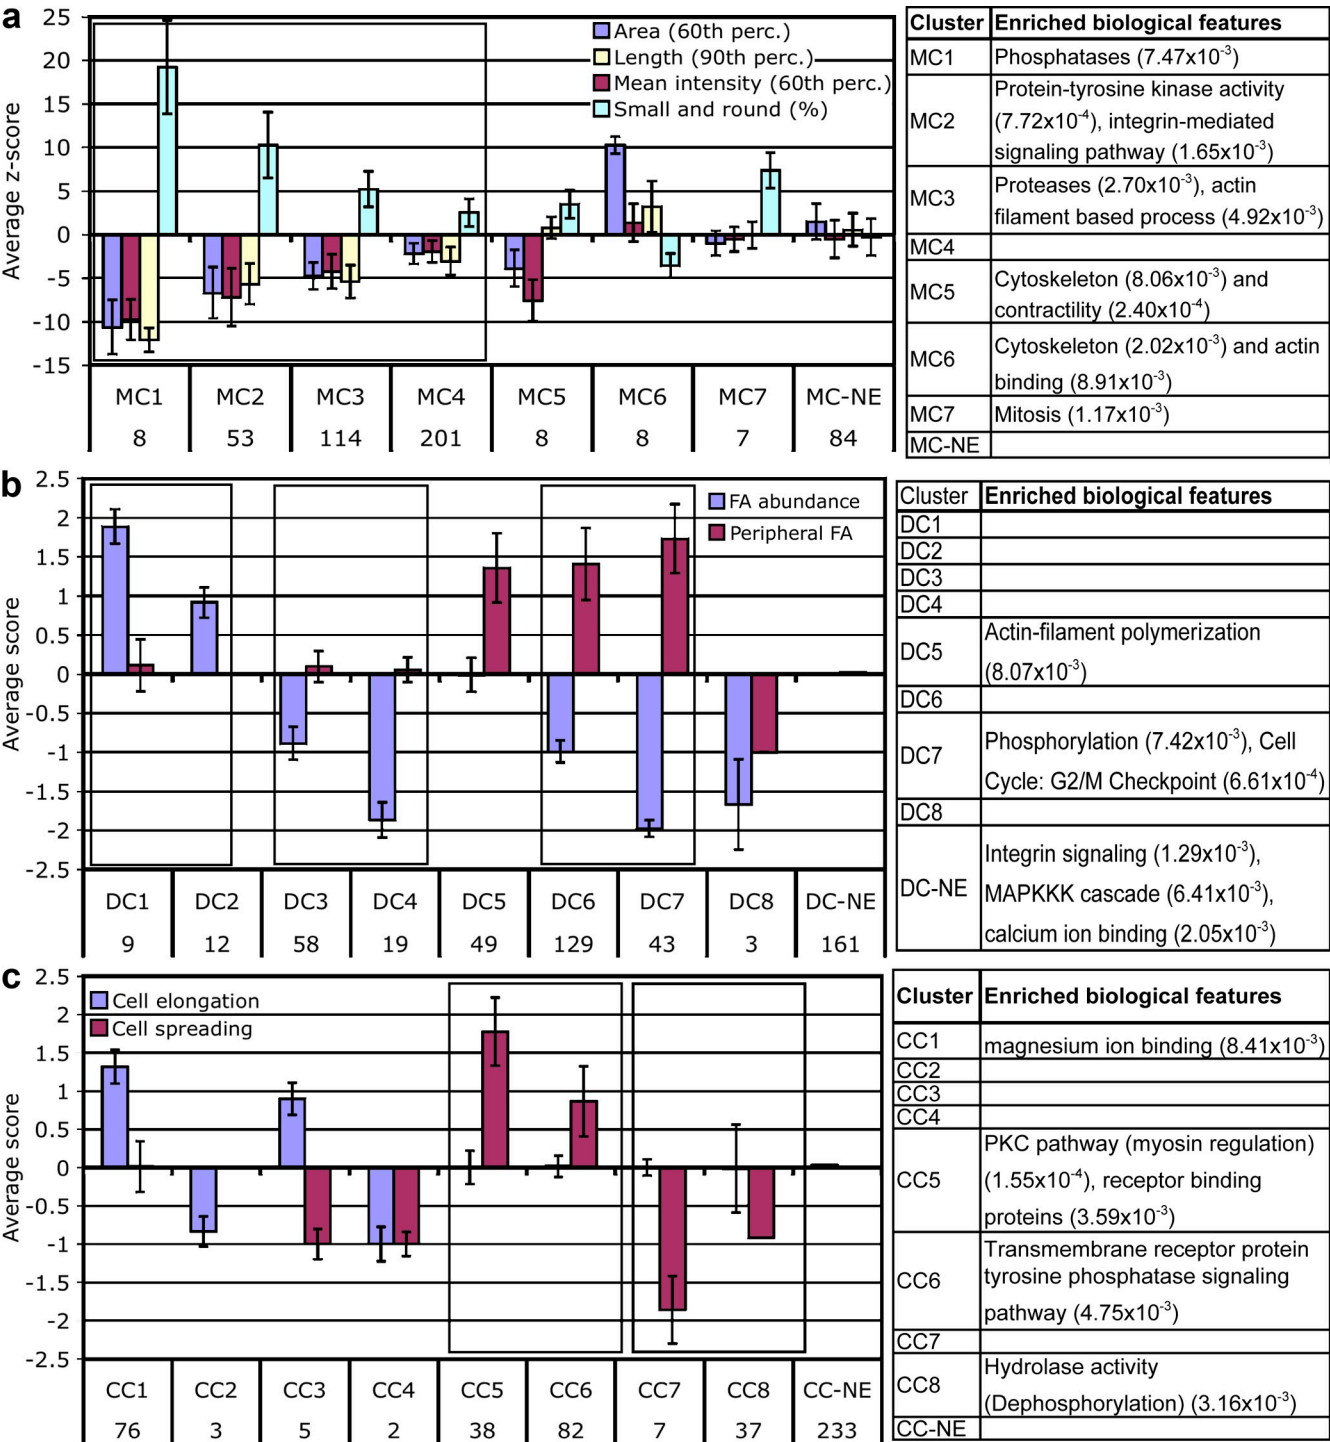 a
25
20
15
10
5
0
-5
-10
-15
Average z-score
Area (60th perc.)
Length (90th perc.)
Mean intensity (60th perc.)
Small and round (%)
MC1 MC2 MC3 MC4 MC5 MC6 MC7 MC-NE
8 53 114 201 8 8 7 84
Cluster Enriched biological features
MC1 Phosphatases (7.47x10⁻³)
MC2 Protein-tyrosine kinase activity
(7.72x10⁻⁴), integrin-mediated
signaling pathway (1.65x10⁻³)
MC3 Proteases (2.70x10⁻³), actin
filament based process (4.92x10⁻³)
MC4
MC5 Cytoskeleton (8.06x10⁻³) and
contractility (2.40x10⁻⁴)
MC6 Cytoskeleton (2.02x10⁻³) and actin
binding (8.91x10⁻³)
MC7 Mitosis (1.17x10⁻³)
MC-NE
b
2.5
2
1.5
1
0.5
0
-0.5
-1
-1.5
-2
-2.5
Average score
FA abundance
Peripheral FA
DC1 DC2 DC3 DC4 DC5 DC6 DC7 DC8 DC-NE
9 12 58 19 49 129 43 3 161
Cluster Enriched biological features
DC1
DC2
DC3
DC4
DC5 Actin-filament polymerization
(8.07x10⁻³)
DC6
DC7 Phosphorylation (7.42x10⁻³), Cell
Cycle: G2/M Checkpoint (6.61x10⁻⁴)
DC8
DC-NE Integrin signaling (1.29x10⁻³),
MAPKKK cascade (6.41x10⁻³),
calcium ion binding (2.05x10⁻³)
c
2.5
2
1.5
1
0.5
0
-0.5
-1
-1.5
-2
-2.5
Average score
Cell elongation
Cell spreading
CC1 CC2 CC3 CC4 CC5 CC6 CC7 CC8 CC-NE
76 3 5 2 38 82 7 37 233
Cluster Enriched biological features
CC1 magnesium ion binding (8.41x10⁻³)
CC2
CC3
CC4
CC5 PKC pathway (myosin regulation)
(1.55x10⁻⁴), receptor binding
proteins (3.59x10⁻³)
CC6 Transmembrane receptor protein
tyrosine phosphatase signaling
pathway (4.75x10⁻³)
CC7
CC8 Hydrolase activity
(Dephosphorylation) (3.16x10⁻³)
CC-NE